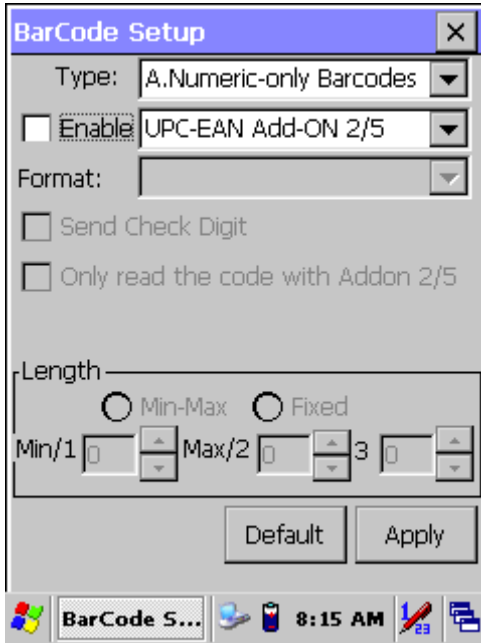 BarCode Setup
Type: A.Numeric-only Barcodes
Enable UPC-EAN Add-ON 2/5
Format:
Send Check Digit
Only read the code with Addon 2/5
Length
Min-Max Fixed
Min/1 0 Max/2 0 3 0
Default Apply
BarCode S... 8:15 AM 1 23